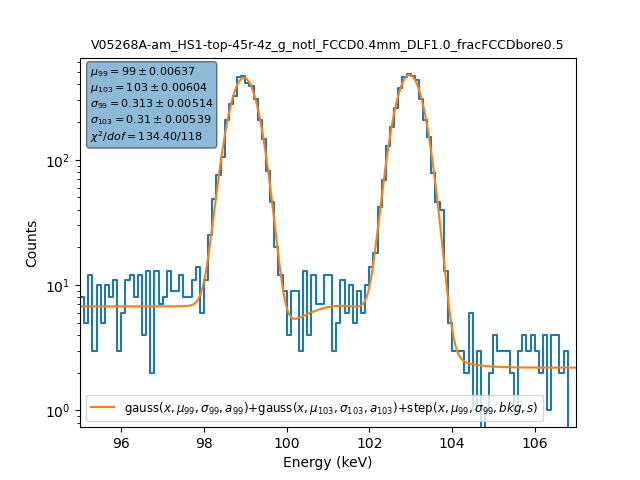 V05268A-am_HS1-top-45r-4z_g_notl_FCCD0.4mm_DLF1.0_fracFCCDbore0.5
μ₉₉ = 99 ± 0.00637
μ₁₀₃ = 103 ± 0.00604
σ₉₉ = 0.313 ± 0.00514
σ₁₀₃ = 0.31 ± 0.00539
χ²/dof = 134.40/118
Counts
10²
10¹
10⁰
gauss(x, μ₉₉, σ₉₉, a₉₉)+gauss(x, μ₁₀₃, σ₁₀₃, a₁₀₃)+step(x, μ₉₉, σ₉₉, bkg, s)
96 98 100 102 104 106
Energy (keV)